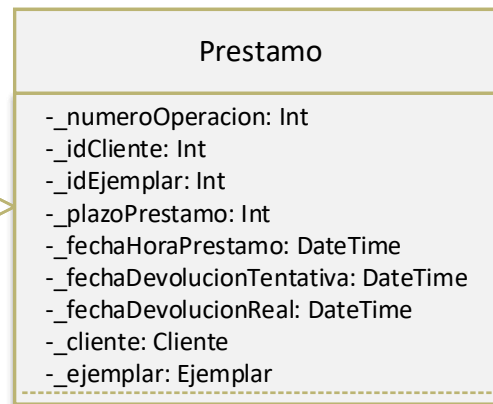 Prestamo
-_numeroOperacion: Int
-_idCliente: Int
-_idEjemplar: Int
-_plazoPrestamo: Int
-_fechaHoraPrestamo: DateTime
-_fechaDevolucionTentativa: DateTime
-_fechaDevolucionReal: DateTime
-_cliente: Cliente
-_ejemplar: Ejemplar